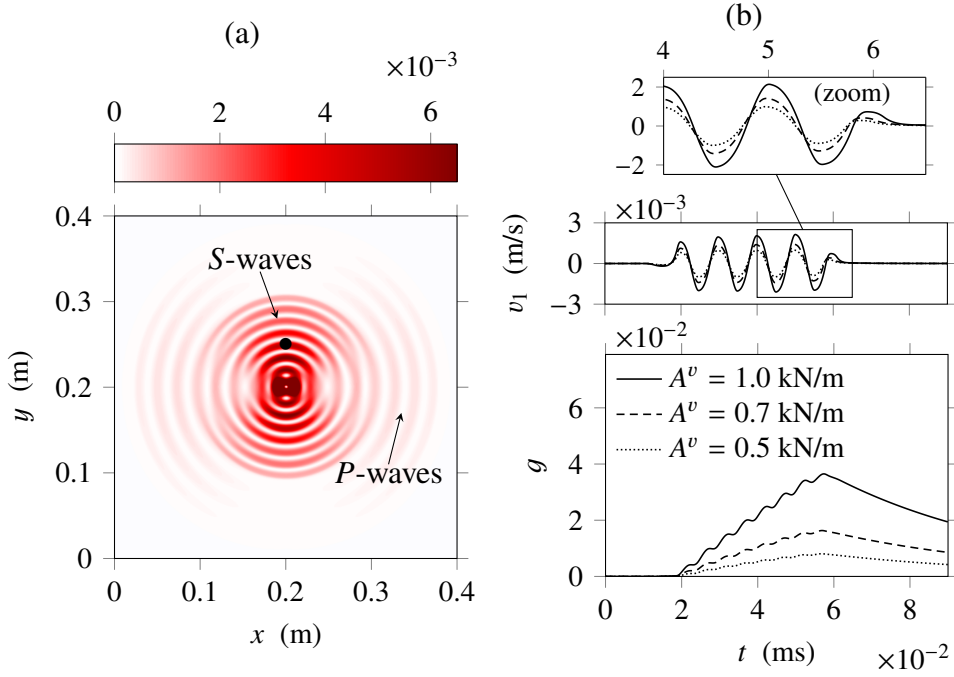 (a)
×10⁻³
0 2 4 6
0.4
0.3
0.2
0.1
0
y (m)
S-waves
P-waves
0 0.1 0.2 0.3 0.4
x (m)
(b)
4 5 6
2
0
−2
(zoom)
×10⁻³
3
0
−3
v₁ (m/s)
×10⁻²
Aᵛ = 1.0 kN/m
Aᵛ = 0.7 kN/m
Aᵛ = 0.5 kN/m
6
4
2
0
g
0 2 4 6 8
t (ms)
×10⁻²